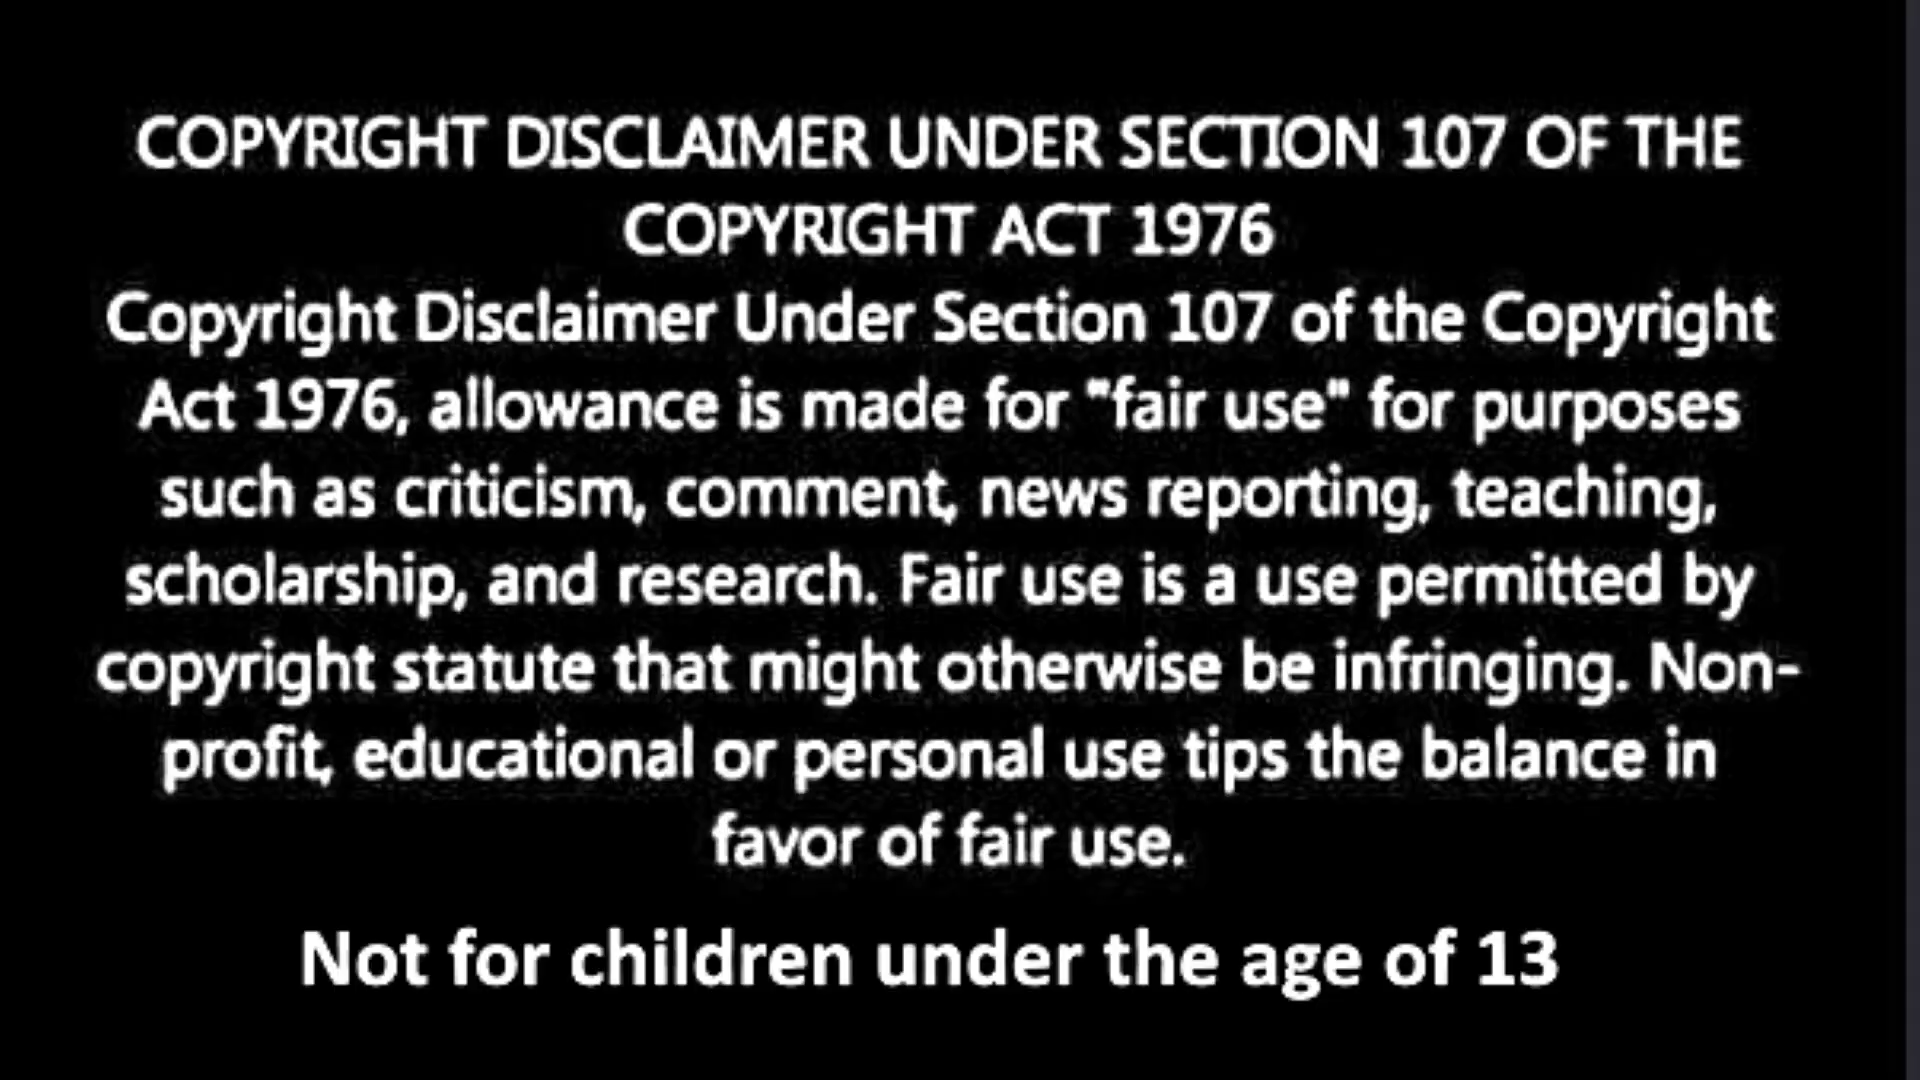 COPYRIGHT DISCLAIMER UNDER SECTION 107 OF THE
COPYRIGHT ACT 1976
Copyright Disclaimer Under Section 107 of the Copyright
Act 1976, allowance is made for "fair use" for purposes
such as criticism, comment, news reporting, teaching,
scholarship, and research. Fair use is a use permitted by
copyright statute that might otherwise be infringing. Non-
profit, educational or personal use tips the balance in
favor of fair use.
Not for children under the age of 13